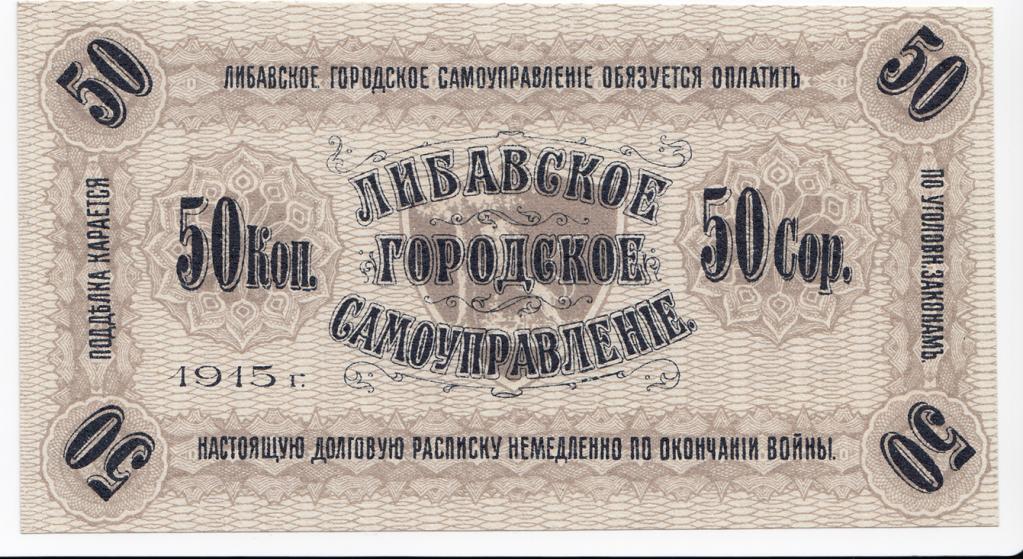 50
50
ЛИБАВСКОЕ ГОРОДСКОЕ САМОУПРАВЛЕНІЕ ОБЯЗУЕТСЯ ОПЛАТИТЬ
ПОДДѢЛКА КАРАЕТСЯ
50 Коп.
ЛИБАВСКОЕ
ГОРОДСКОЕ
САМОУПРАВЛЕНІЕ.
50 Cop.
ПО УГОЛОВН. ЗАКОНАМЪ
1915 г.
НАСТОЯЩУЮ ДОЛГОВУЮ РАСПИСКУ НЕМЕДЛЕННО ПО ОКОНЧАНІИ ВОЙНЫ.
50
50